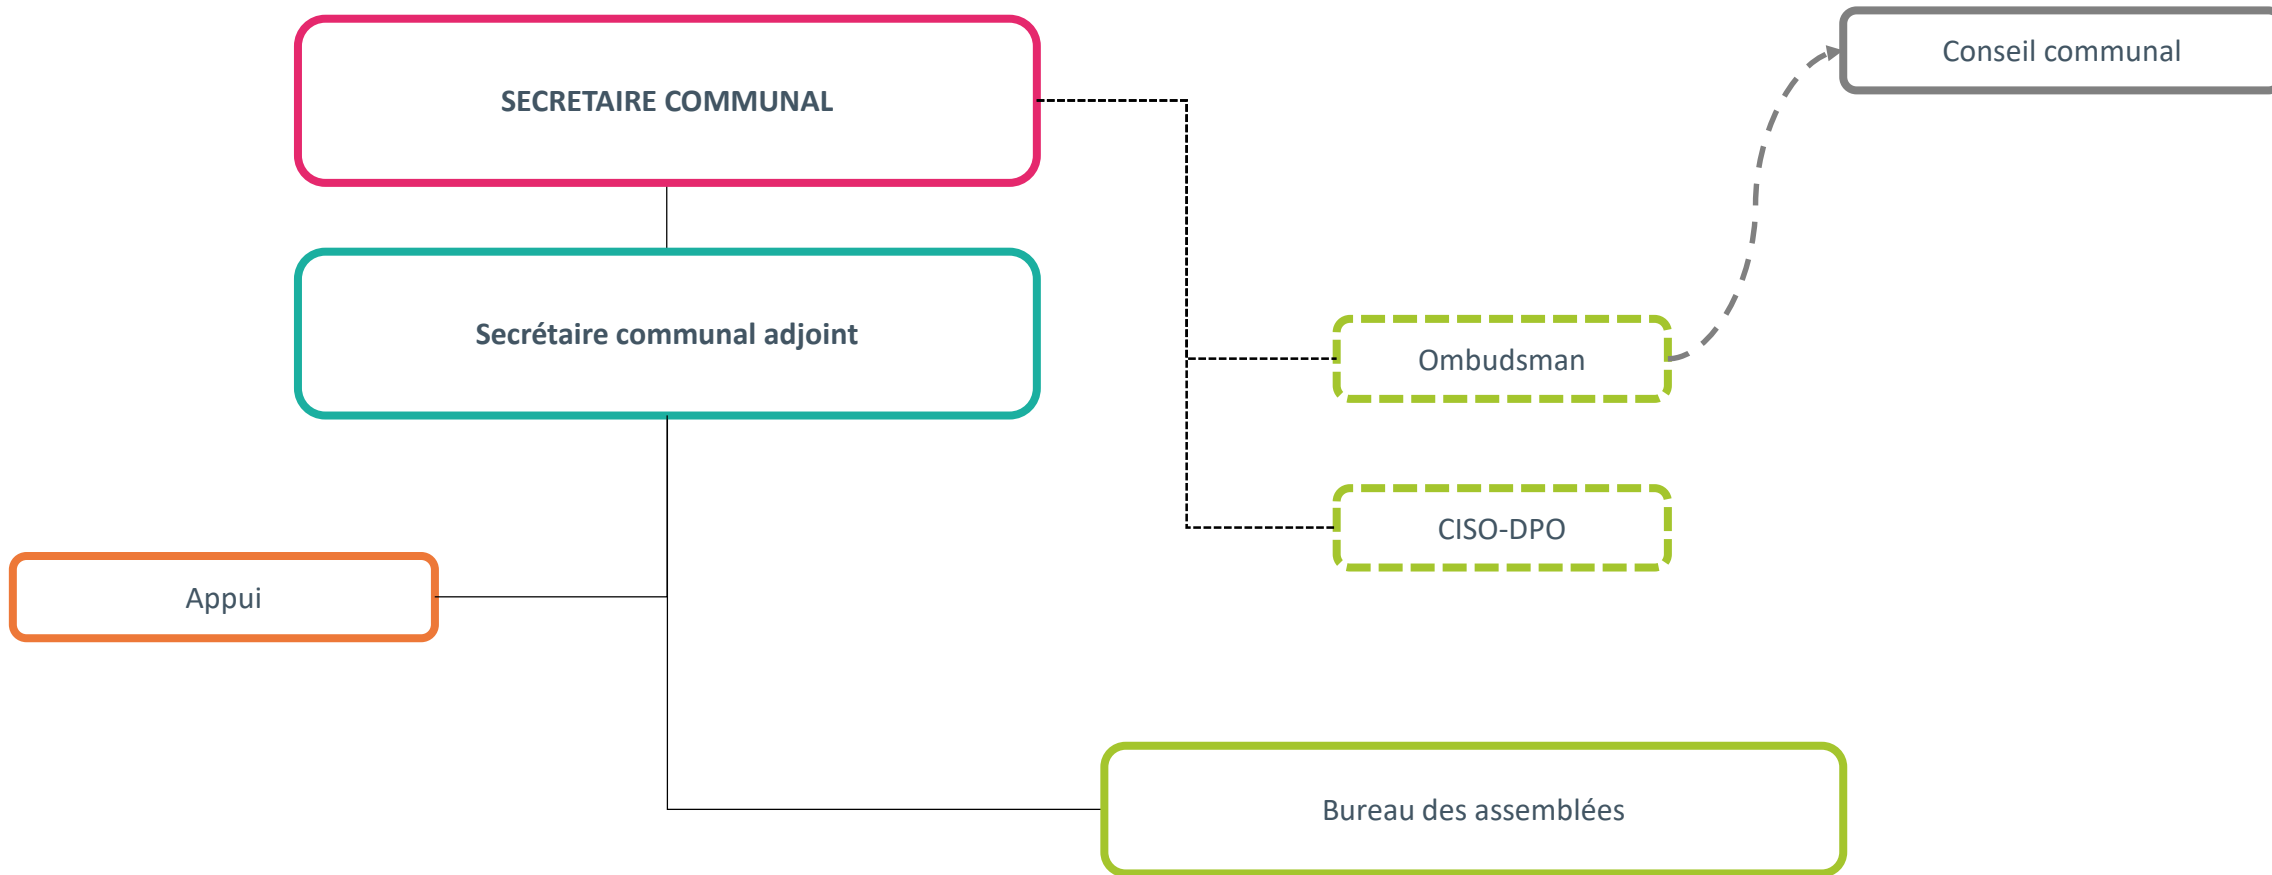 SECRETAIRE COMMUNAL
Conseil communal
Secrétaire communal adjoint
Ombudsman
CISO-DPO
Appui
Bureau des assemblées